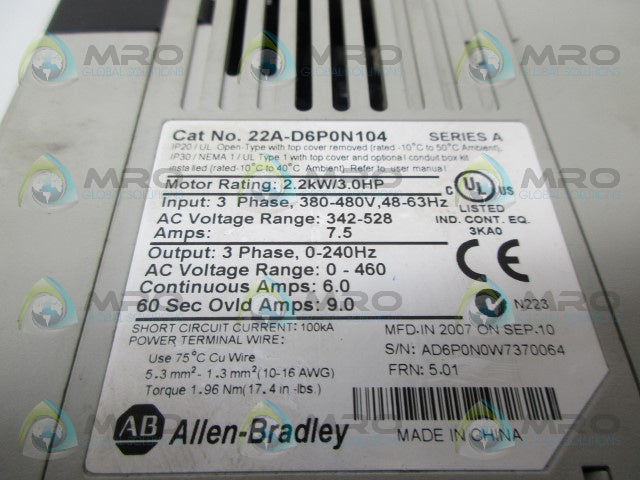 Cat No. 22A-D6P0N104 SERIES A
IP20 / UL Open-Type with top cover removed (rated -10°C to 50°C Ambient),
IP30 / NEMA 1 / UL Type 1 with top cover and optional conduit box kit
installed (rated -10°C to 40°C Ambient). Refer to user manual.
Motor Rating: 2.2kW/3.0HP
Input: 3 Phase, 380-480V, 48-63Hz
AC Voltage Range: 342-528
Amps: 7.5
Output: 3 Phase, 0-240Hz
AC Voltage Range: 0 - 460
Continuous Amps: 6.0
60 Sec Ovld Amps: 9.0
C UL US
LISTED
IND. CONT. EQ.
3KA0
CE
N223
SHORT CIRCUIT CURRENT: 100kA
POWER TERMINAL WIRE:
Use 75°C Cu Wire
5.3 mm² - 1.3 mm² (10-16 AWG)
Torque 1.96 Nm (17.4 in -lbs.)
MFD-IN 2007 ON SEP-10
S/N: AD6P0N0W7370064
FRN: 5.01
AB Allen-Bradley
MADE IN CHINA
MRO
GLOBAL SOLUTIONS